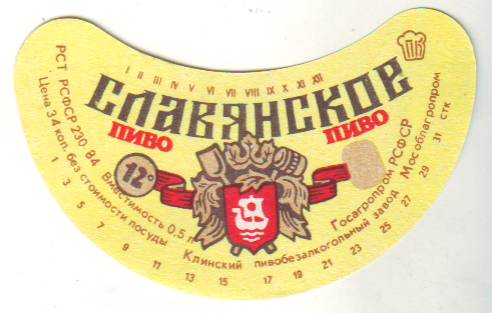 ПК
I II III IV V VI VII VIII IX X XI XII
СЛАВЯНСКОЕ
ПИВО ПИВО
12°
РСТ РСФСР 230 84
Цена 34 коп. без стоимости посуды
Вместимость 0,5 л
Госагропром РСФСР
Мособлагропром
Клинский пивобезалкогольный завод
1 3 5 7 9 11 13 15 17 19 21 23 25 27 29 31 стк